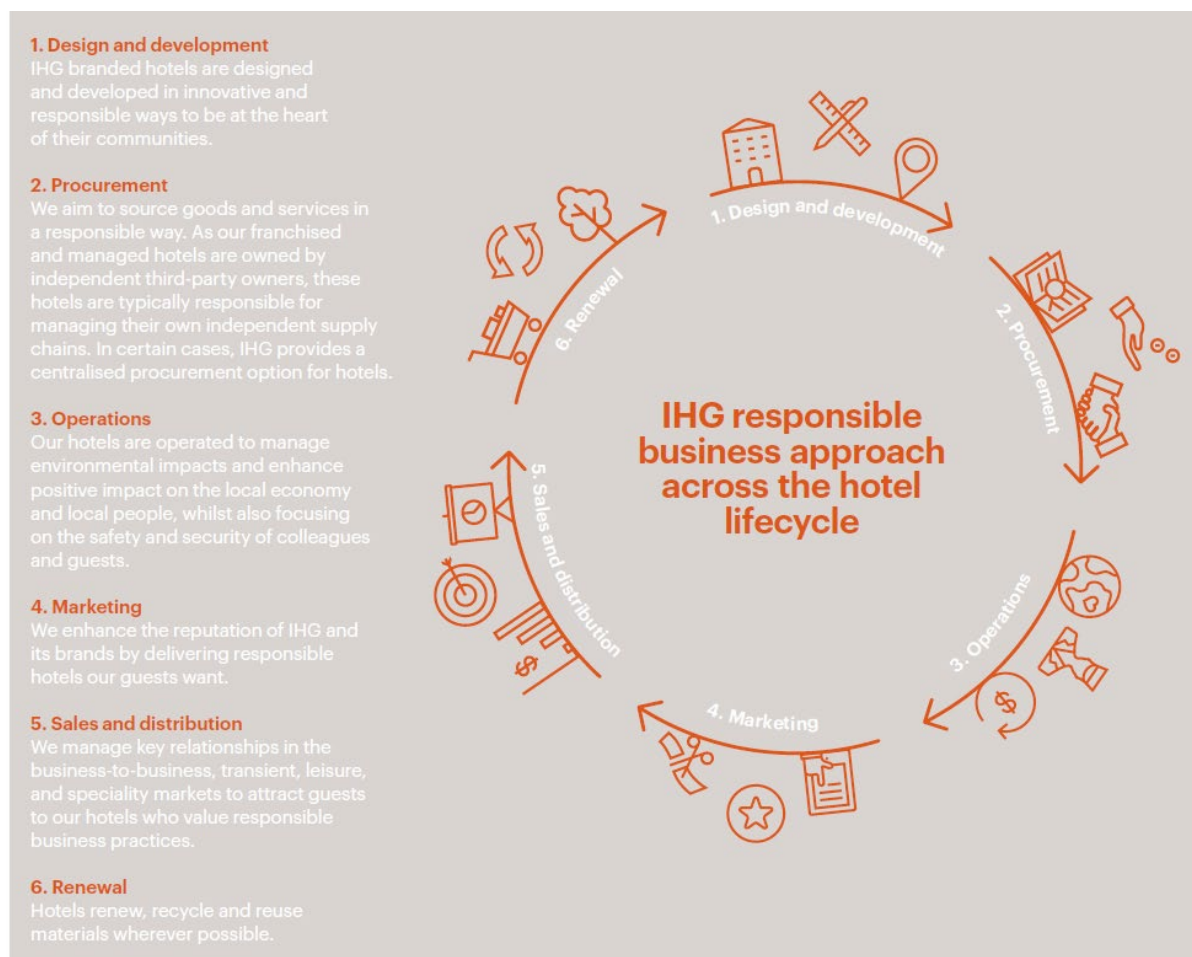 1. Design and development
IHG branded hotels are designed
and developed in innovative and
responsible ways to be at the heart
of their communities.
2. Procurement
We aim to source goods and services in
a responsible way. As our franchised
and managed hotels are owned by
independent third-party owners, these
hotels are typically responsible for
managing their own independent supply
chains. In certain cases, IHG provides a
centralised procurement option for hotels.
3. Operations
Our hotels are operated to manage
environmental impacts and enhance
positive impact on the local economy
and local people, whilst also focusing
on the safety and security of colleagues
and guests.
4. Marketing
We enhance the reputation of IHG and
its brands by delivering responsible
hotels our guests want.
5. Sales and distribution
We manage key relationships in the
business-to-business, transient, leisure,
and speciality markets to attract guests
to our hotels who value responsible
business practices.
6. Renewal
Hotels renew, recycle and reuse
materials wherever possible.
IHG responsible
business approach
across the hotel
lifecycle
1. Design and development
2. Procurement
3. Operations
4. Marketing
5. Sales and distribution
6. Renewal
$
$